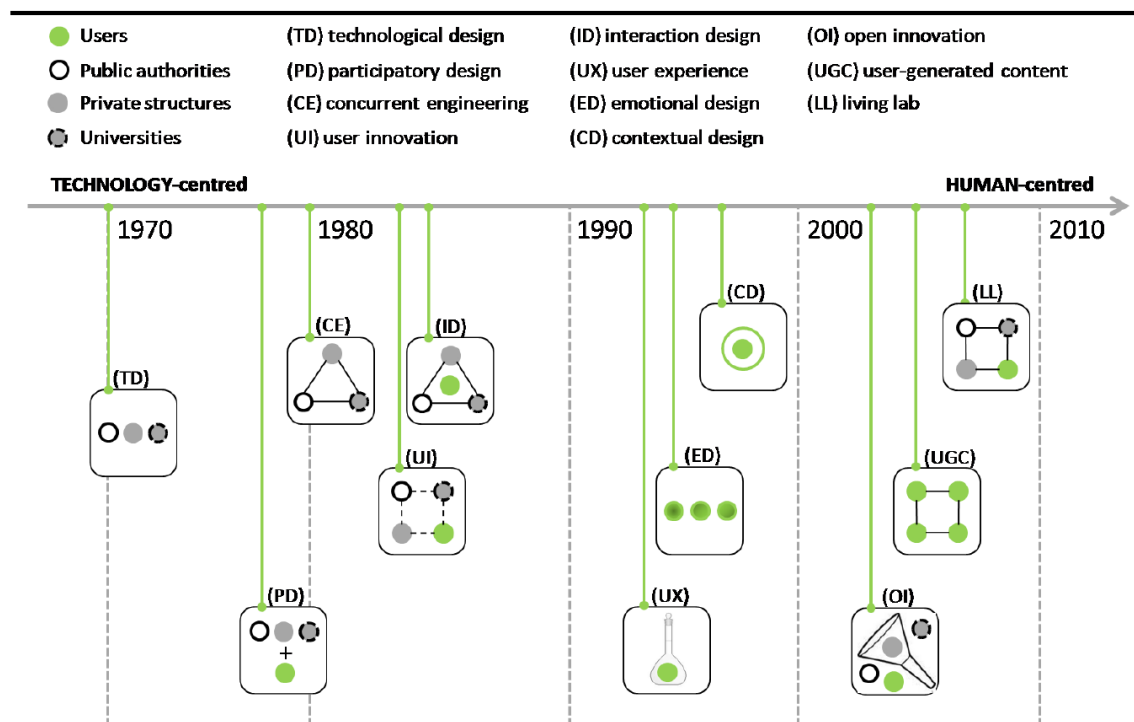 Users
(TD) technological design
(ID) interaction design
(OI) open innovation
Public authorities
(PD) participatory design
(UX) user experience
(UGC) user-generated content
Private structures
(CE) concurrent engineering
(ED) emotional design
(LL) living lab
Universities
(UI) user innovation
(CD) contextual design
TECHNOLOGY-centred
HUMAN-centred
1970
1980
1990
2000
2010
(CD)
(LL)
(CE)
(ID)
(TD)
(UI)
(ED)
(UGC)
(PD)
+
(UX)
(OI)